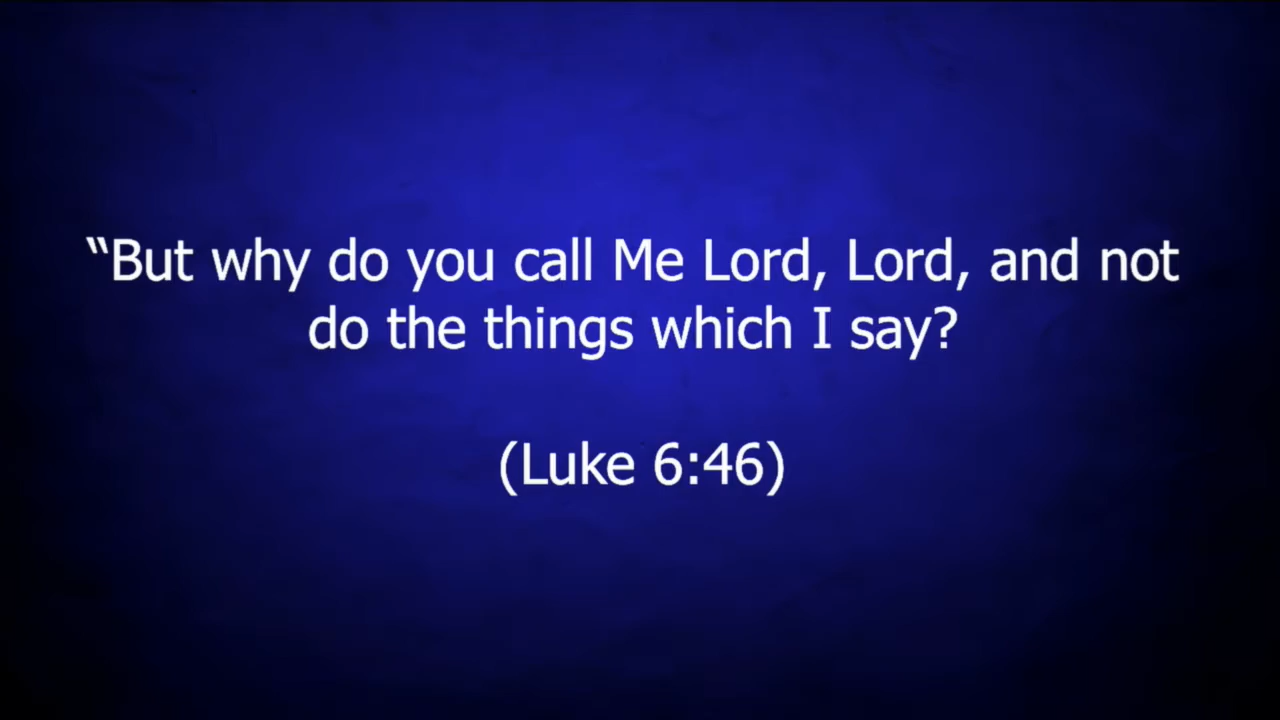 “But why do you call Me Lord, Lord, and not
do the things which I say?
(Luke 6:46)